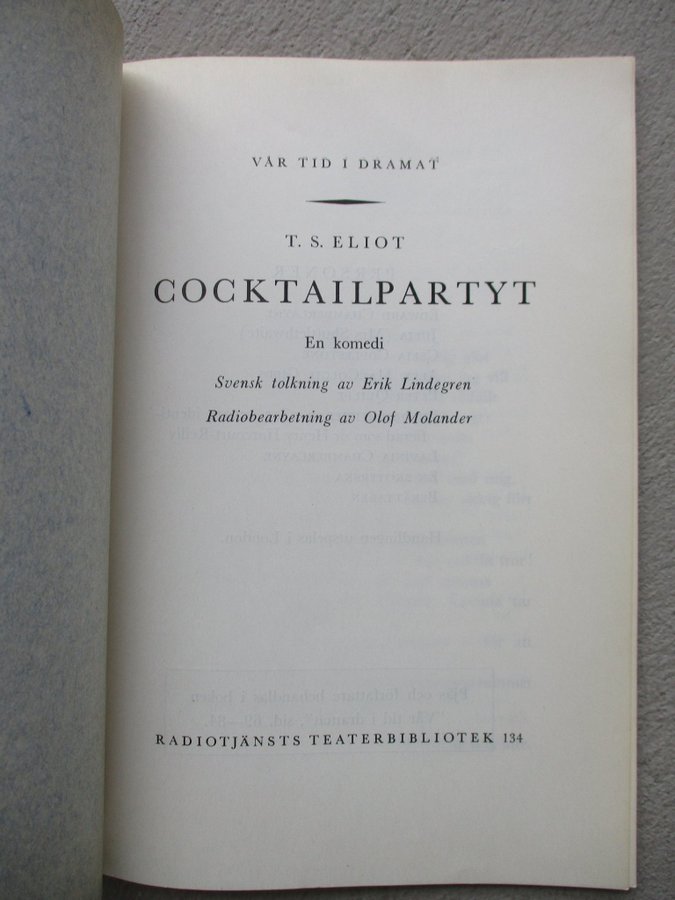 VÅR TID I DRAMAT
T. S. ELIOT
COCKTAILPARTYT
En komedi
Svensk tolkning av Erik Lindegren
Radiobearbetning av Olof Molander
RADIOTJÄNSTS TEATERBIBLIOTEK 134